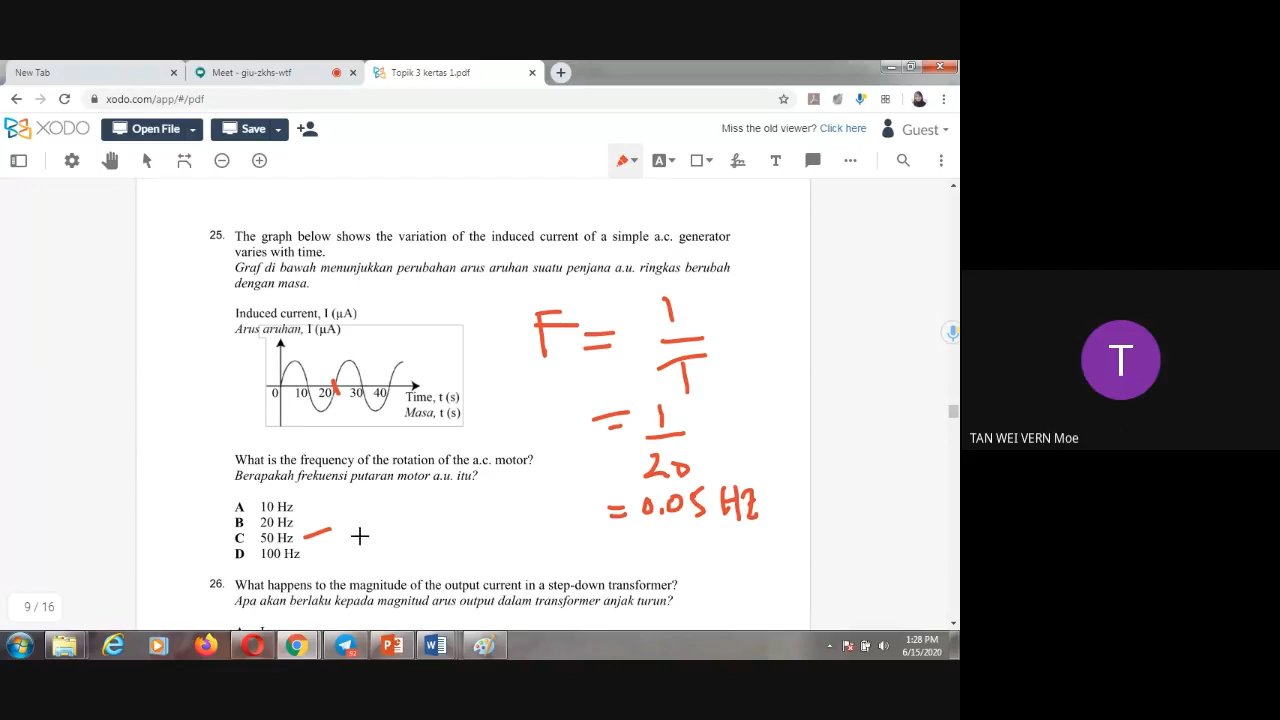 New Tab
Meet - giu-zkhs-wtf
Topik 3 kertas 1.pdf
xodo.com/app/#/pdf
XODO
Open File
Save
Miss the old viewer? Click here
Guest
25. The graph below shows the variation of the induced current of a simple a.c. generator
varies with time.
Graf di bawah menunjukkan perubahan arus aruhan suatu penjana a.u. ringkas berubah
dengan masa.
Induced current, I (µA)
Arus aruhan, I (µA)
0 10 20 30 40
Time, t (s)
Masa, t (s)
F = 1
T
= 1
20
= 0.05 Hz
What is the frequency of the rotation of the a.c. motor?
Berapakah frekuensi putaran motor a.u. itu?
A 10 Hz
B 20 Hz
C 50 Hz
D 100 Hz
26. What happens to the magnitude of the output current in a step-down transformer?
Apa akan berlaku kepada magnitud arus output dalam transformer anjak turun?
9 / 16
1:28 PM
6/15/2020
T
TAN WEI VERN Moe